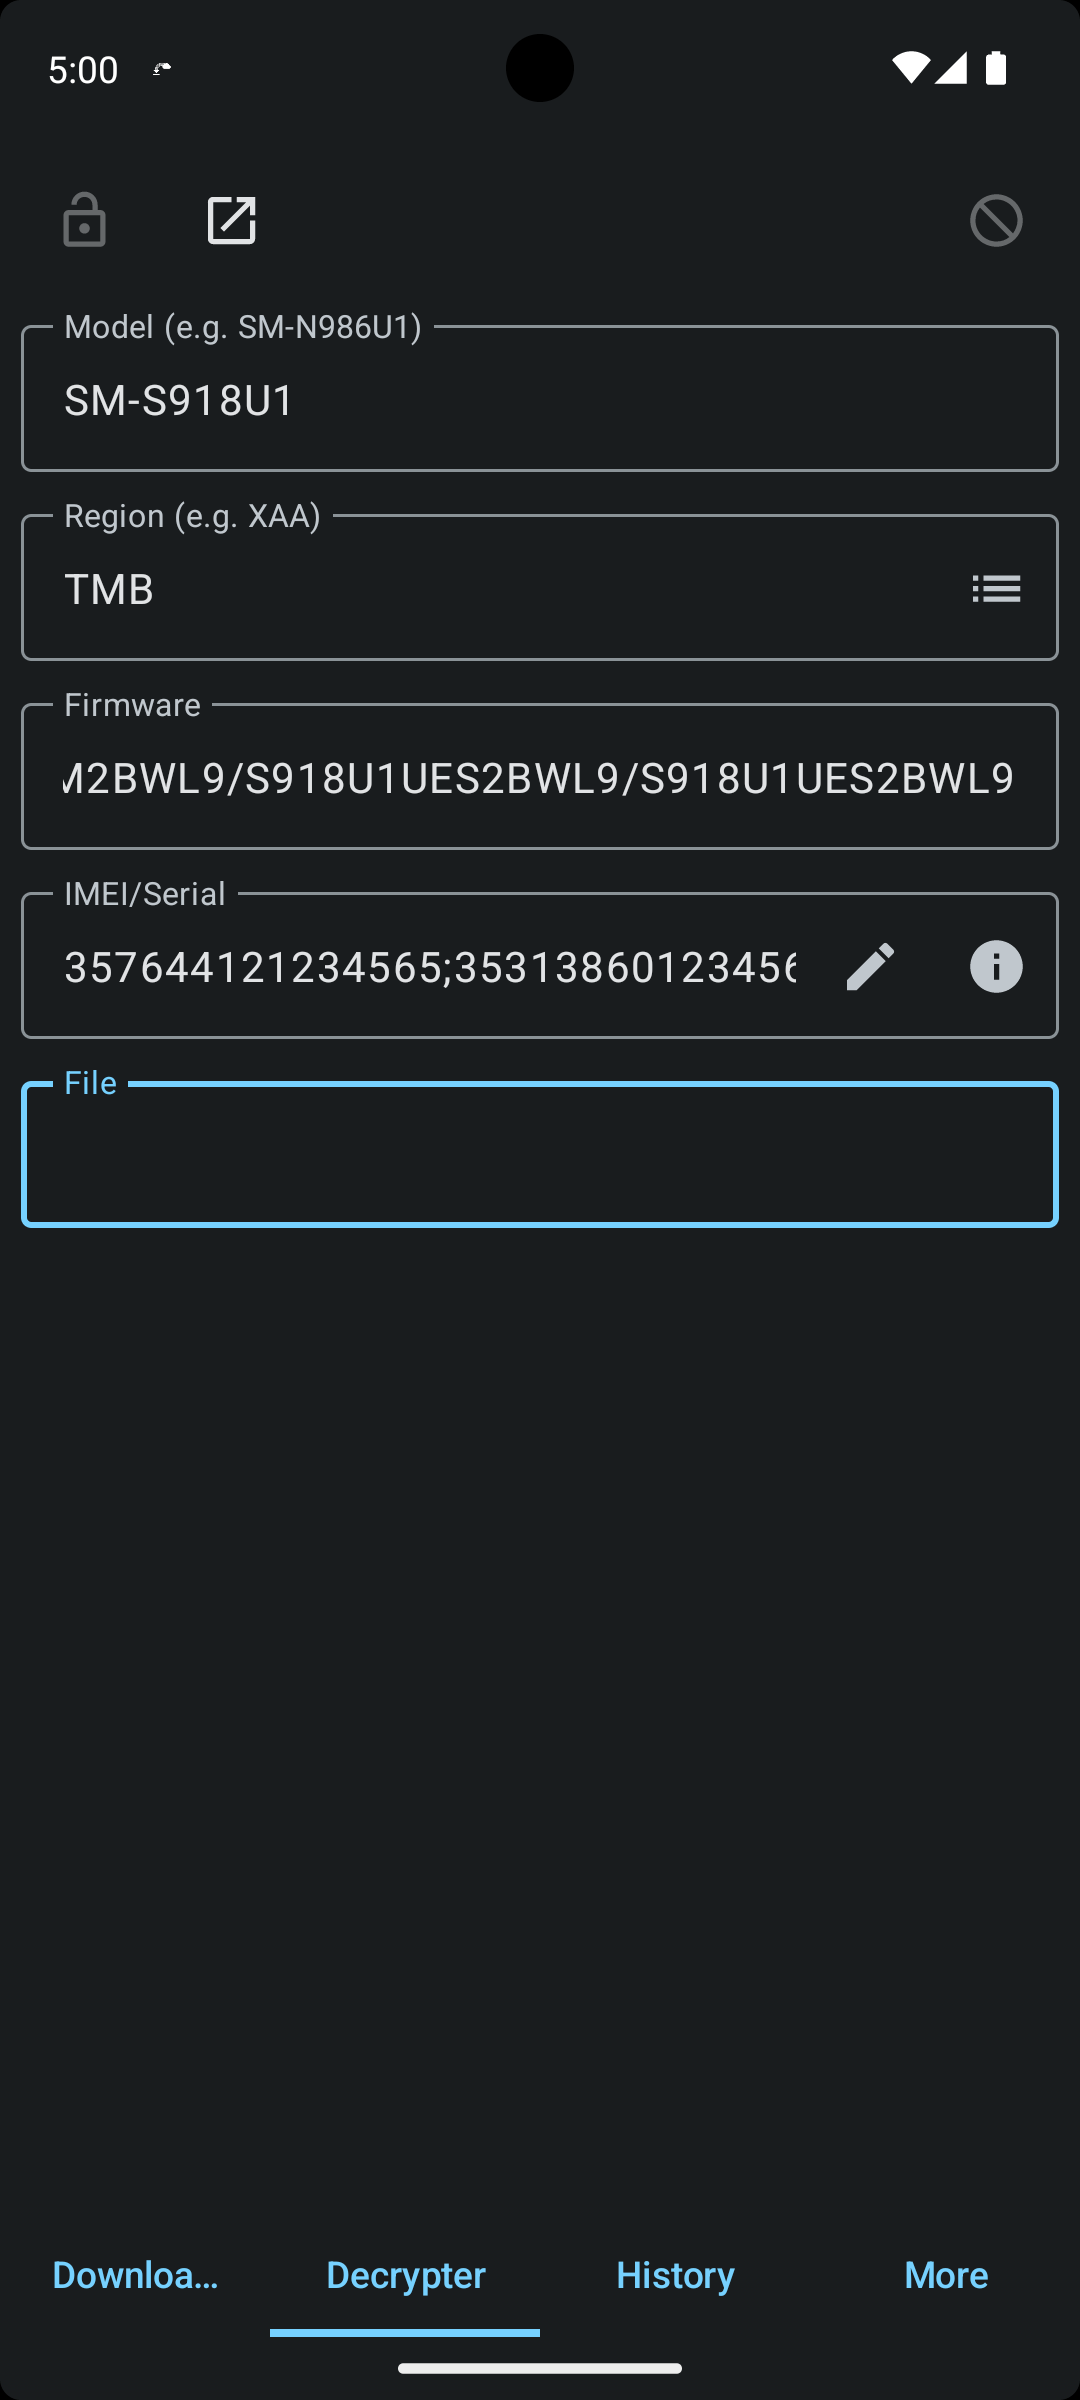 5:00
Model (e.g. SM-N986U1)
SM-S918U1
Region (e.g. XAA)
TMB
Firmware
M2BWL9/S918U1UES2BWL9/S918U1UES2BWL9
IMEI/Serial
357644121234565;35313860123456
File
Downloa...
Decrypter
History
More